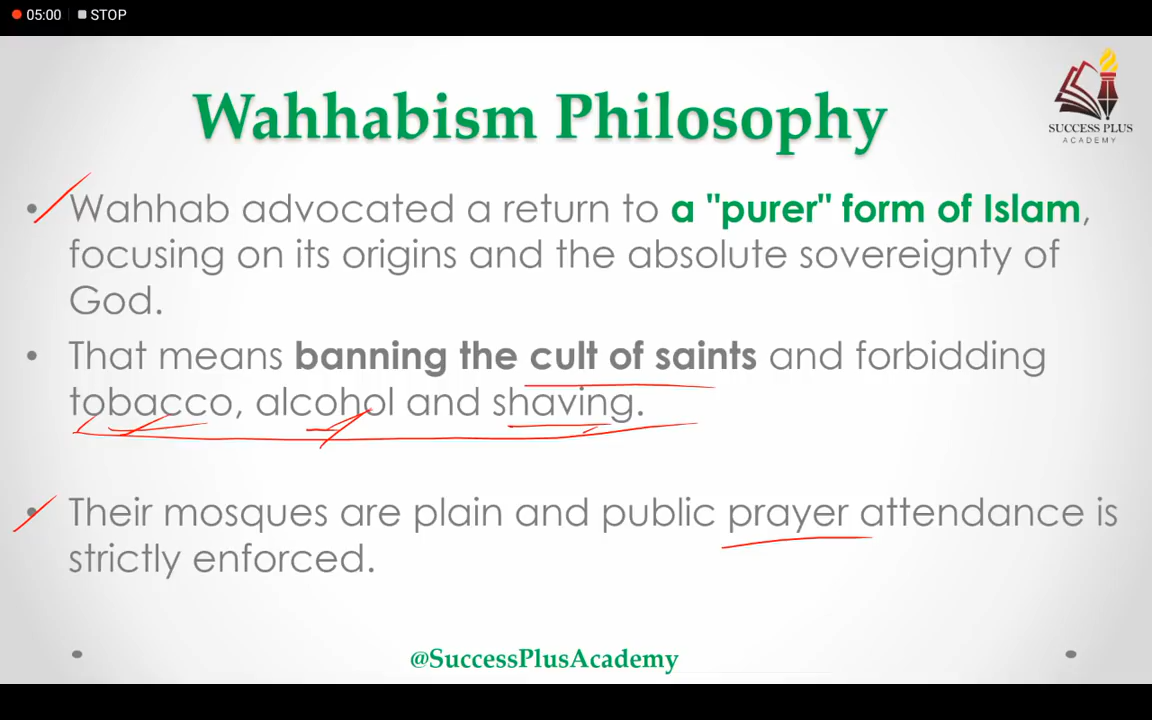 05:00 STOP
Wahhabism Philosophy
SUCCESS PLUS
ACADEMY
• Wahhab advocated a return to a "purer" form of Islam,
focusing on its origins and the absolute sovereignty of
God.
• That means banning the cult of saints and forbidding
tobacco, alcohol and shaving.
• Their mosques are plain and public prayer attendance is
strictly enforced.
@SuccessPlusAcademy